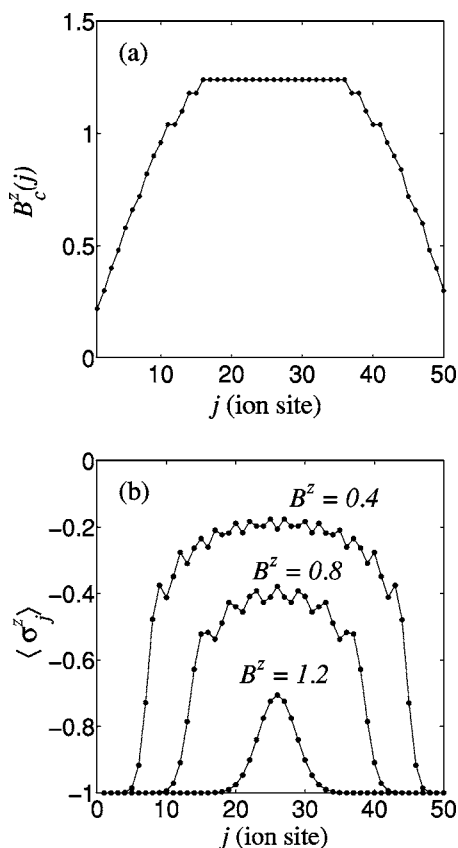 (a)
1.5
1
0.5
0
B^z_c(j)
10 20 30 40 50
j (ion site)
(b)
0
−0.2
−0.4
−0.6
−0.8
−1
⟨σ^z_j⟩
B^z = 0.4
B^z = 0.8
B^z = 1.2
0 10 20 30 40 50
j (ion site)